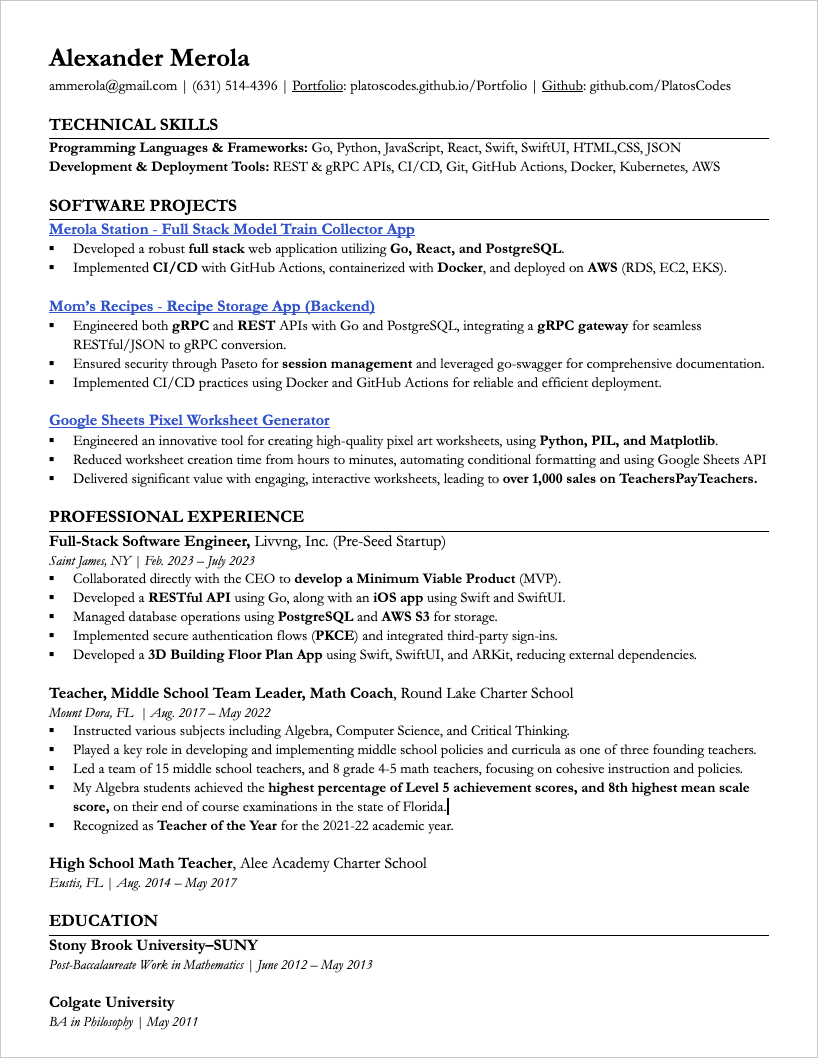 Alexander Merola
ammerola@gmail.com | (631) 514-4396 | Portfolio: platoscodes.github.io/Portfolio | Github: github.com/PlatosCodes
TECHNICAL SKILLS
Programming Languages & Frameworks: Go, Python, JavaScript, React, Swift, SwiftUI, HTML,CSS, JSON
Development & Deployment Tools: REST & gRPC APIs, CI/CD, Git, GitHub Actions, Docker, Kubernetes, AWS
SOFTWARE PROJECTS
Merola Station - Full Stack Model Train Collector App
▪ Developed a robust full stack web application utilizing Go, React, and PostgreSQL.
▪ Implemented CI/CD with GitHub Actions, containerized with Docker, and deployed on AWS (RDS, EC2, EKS).
Mom's Recipes - Recipe Storage App (Backend)
▪ Engineered both gRPC and REST APIs with Go and PostgreSQL, integrating a gRPC gateway for seamless
RESTful/JSON to gRPC conversion.
▪ Ensured security through Paseto for session management and leveraged go-swagger for comprehensive documentation.
▪ Implemented CI/CD practices using Docker and GitHub Actions for reliable and efficient deployment.
Google Sheets Pixel Worksheet Generator
▪ Engineered an innovative tool for creating high-quality pixel art worksheets, using Python, PIL, and Matplotlib.
▪ Reduced worksheet creation time from hours to minutes, automating conditional formatting and using Google Sheets API
▪ Delivered significant value with engaging, interactive worksheets, leading to over 1,000 sales on TeachersPayTeachers.
PROFESSIONAL EXPERIENCE
Full-Stack Software Engineer, Livvng, Inc. (Pre-Seed Startup)
Saint James, NY | Feb. 2023 – July 2023
▪ Collaborated directly with the CEO to develop a Minimum Viable Product (MVP).
▪ Developed a RESTful API using Go, along with an iOS app using Swift and SwiftUI.
▪ Managed database operations using PostgreSQL and AWS S3 for storage.
▪ Implemented secure authentication flows (PKCE) and integrated third-party sign-ins.
▪ Developed a 3D Building Floor Plan App using Swift, SwiftUI, and ARKit, reducing external dependencies.
Teacher, Middle School Team Leader, Math Coach, Round Lake Charter School
Mount Dora, FL | Aug. 2017 – May 2022
▪ Instructed various subjects including Algebra, Computer Science, and Critical Thinking.
▪ Played a key role in developing and implementing middle school policies and curricula as one of three founding teachers.
▪ Led a team of 15 middle school teachers, and 8 grade 4-5 math teachers, focusing on cohesive instruction and policies.
▪ My Algebra students achieved the highest percentage of Level 5 achievement scores, and 8th highest mean scale
score, on their end of course examinations in the state of Florida.
▪ Recognized as Teacher of the Year for the 2021-22 academic year.
High School Math Teacher, Alee Academy Charter School
Eustis, FL | Aug. 2014 – May 2017
EDUCATION
Stony Brook University–SUNY
Post-Baccalaureate Work in Mathematics | June 2012 – May 2013
Colgate University
BA in Philosophy | May 2011